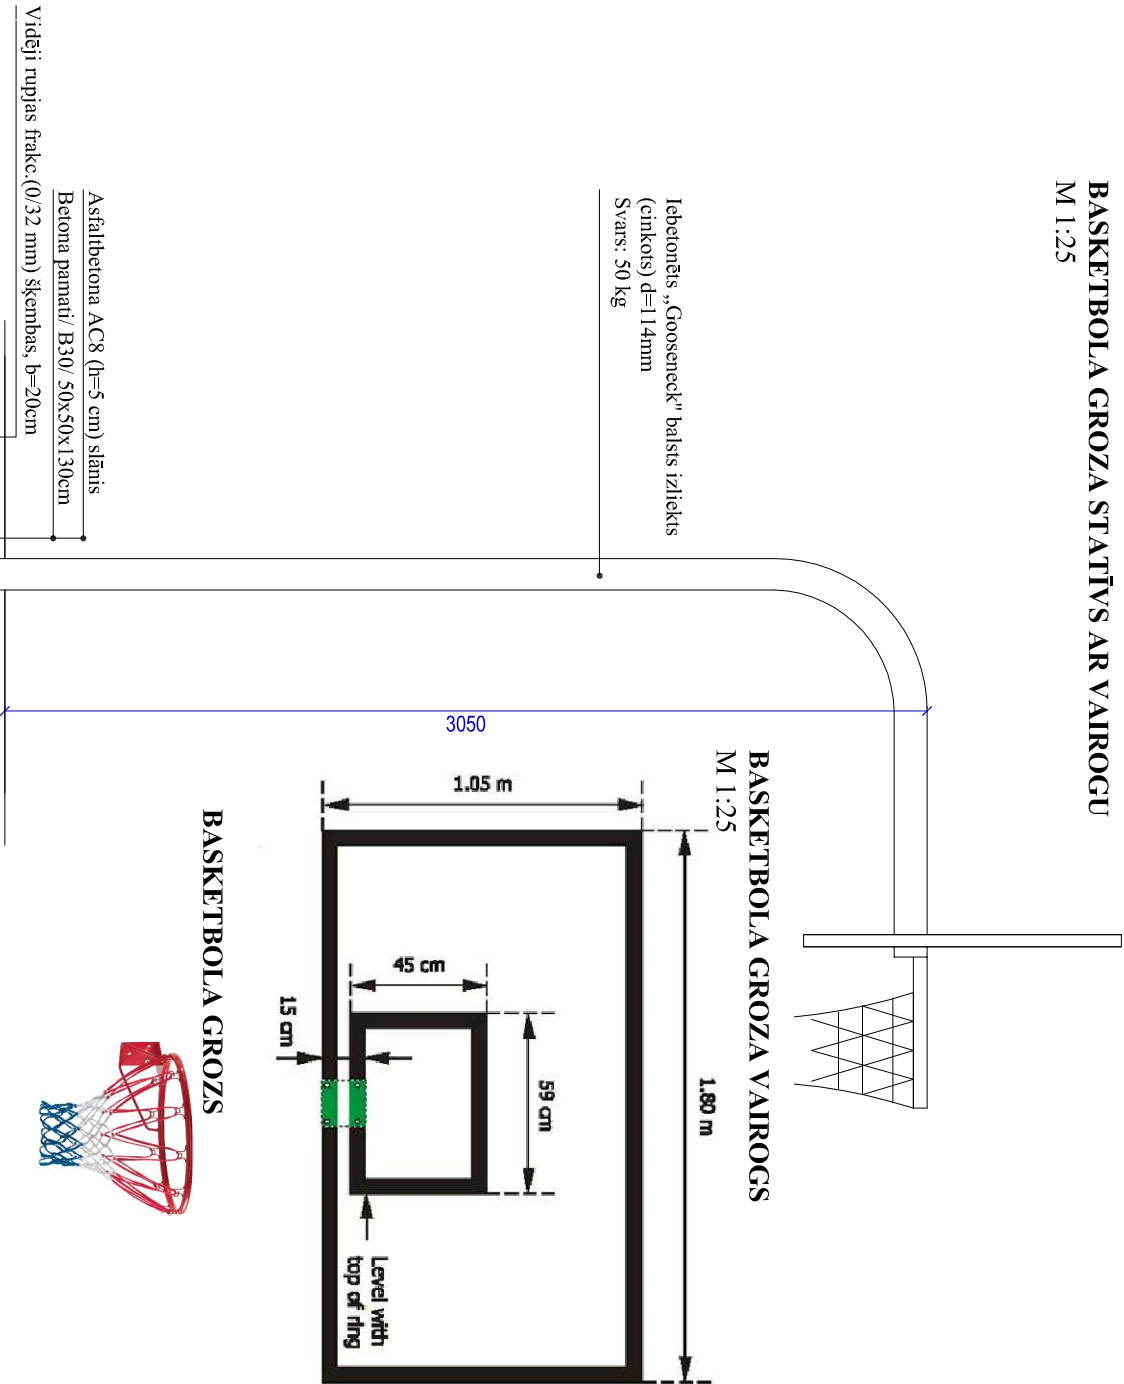 BASKETBOLA GROZA STATĪVS AR VAIROGU
M 1:25
Iebetonēts „Gooseneck" balsts izliekts
(cinkots) d=114mm
Svars: 50 kg
Asfaltbetona AC8 (h=5 cm) slānis
Betona pamati/ B30/ 50x50x130cm
Vidēji rupjas frakc.(0/32 mm) šķembas, b=20cm
3050
BASKETBOLA GROZA VAIROGS
M 1:25
1.80 m
1.05 m
59 cm
45 cm
15 cm
Level with
top of ring
BASKETBOLA GROZS